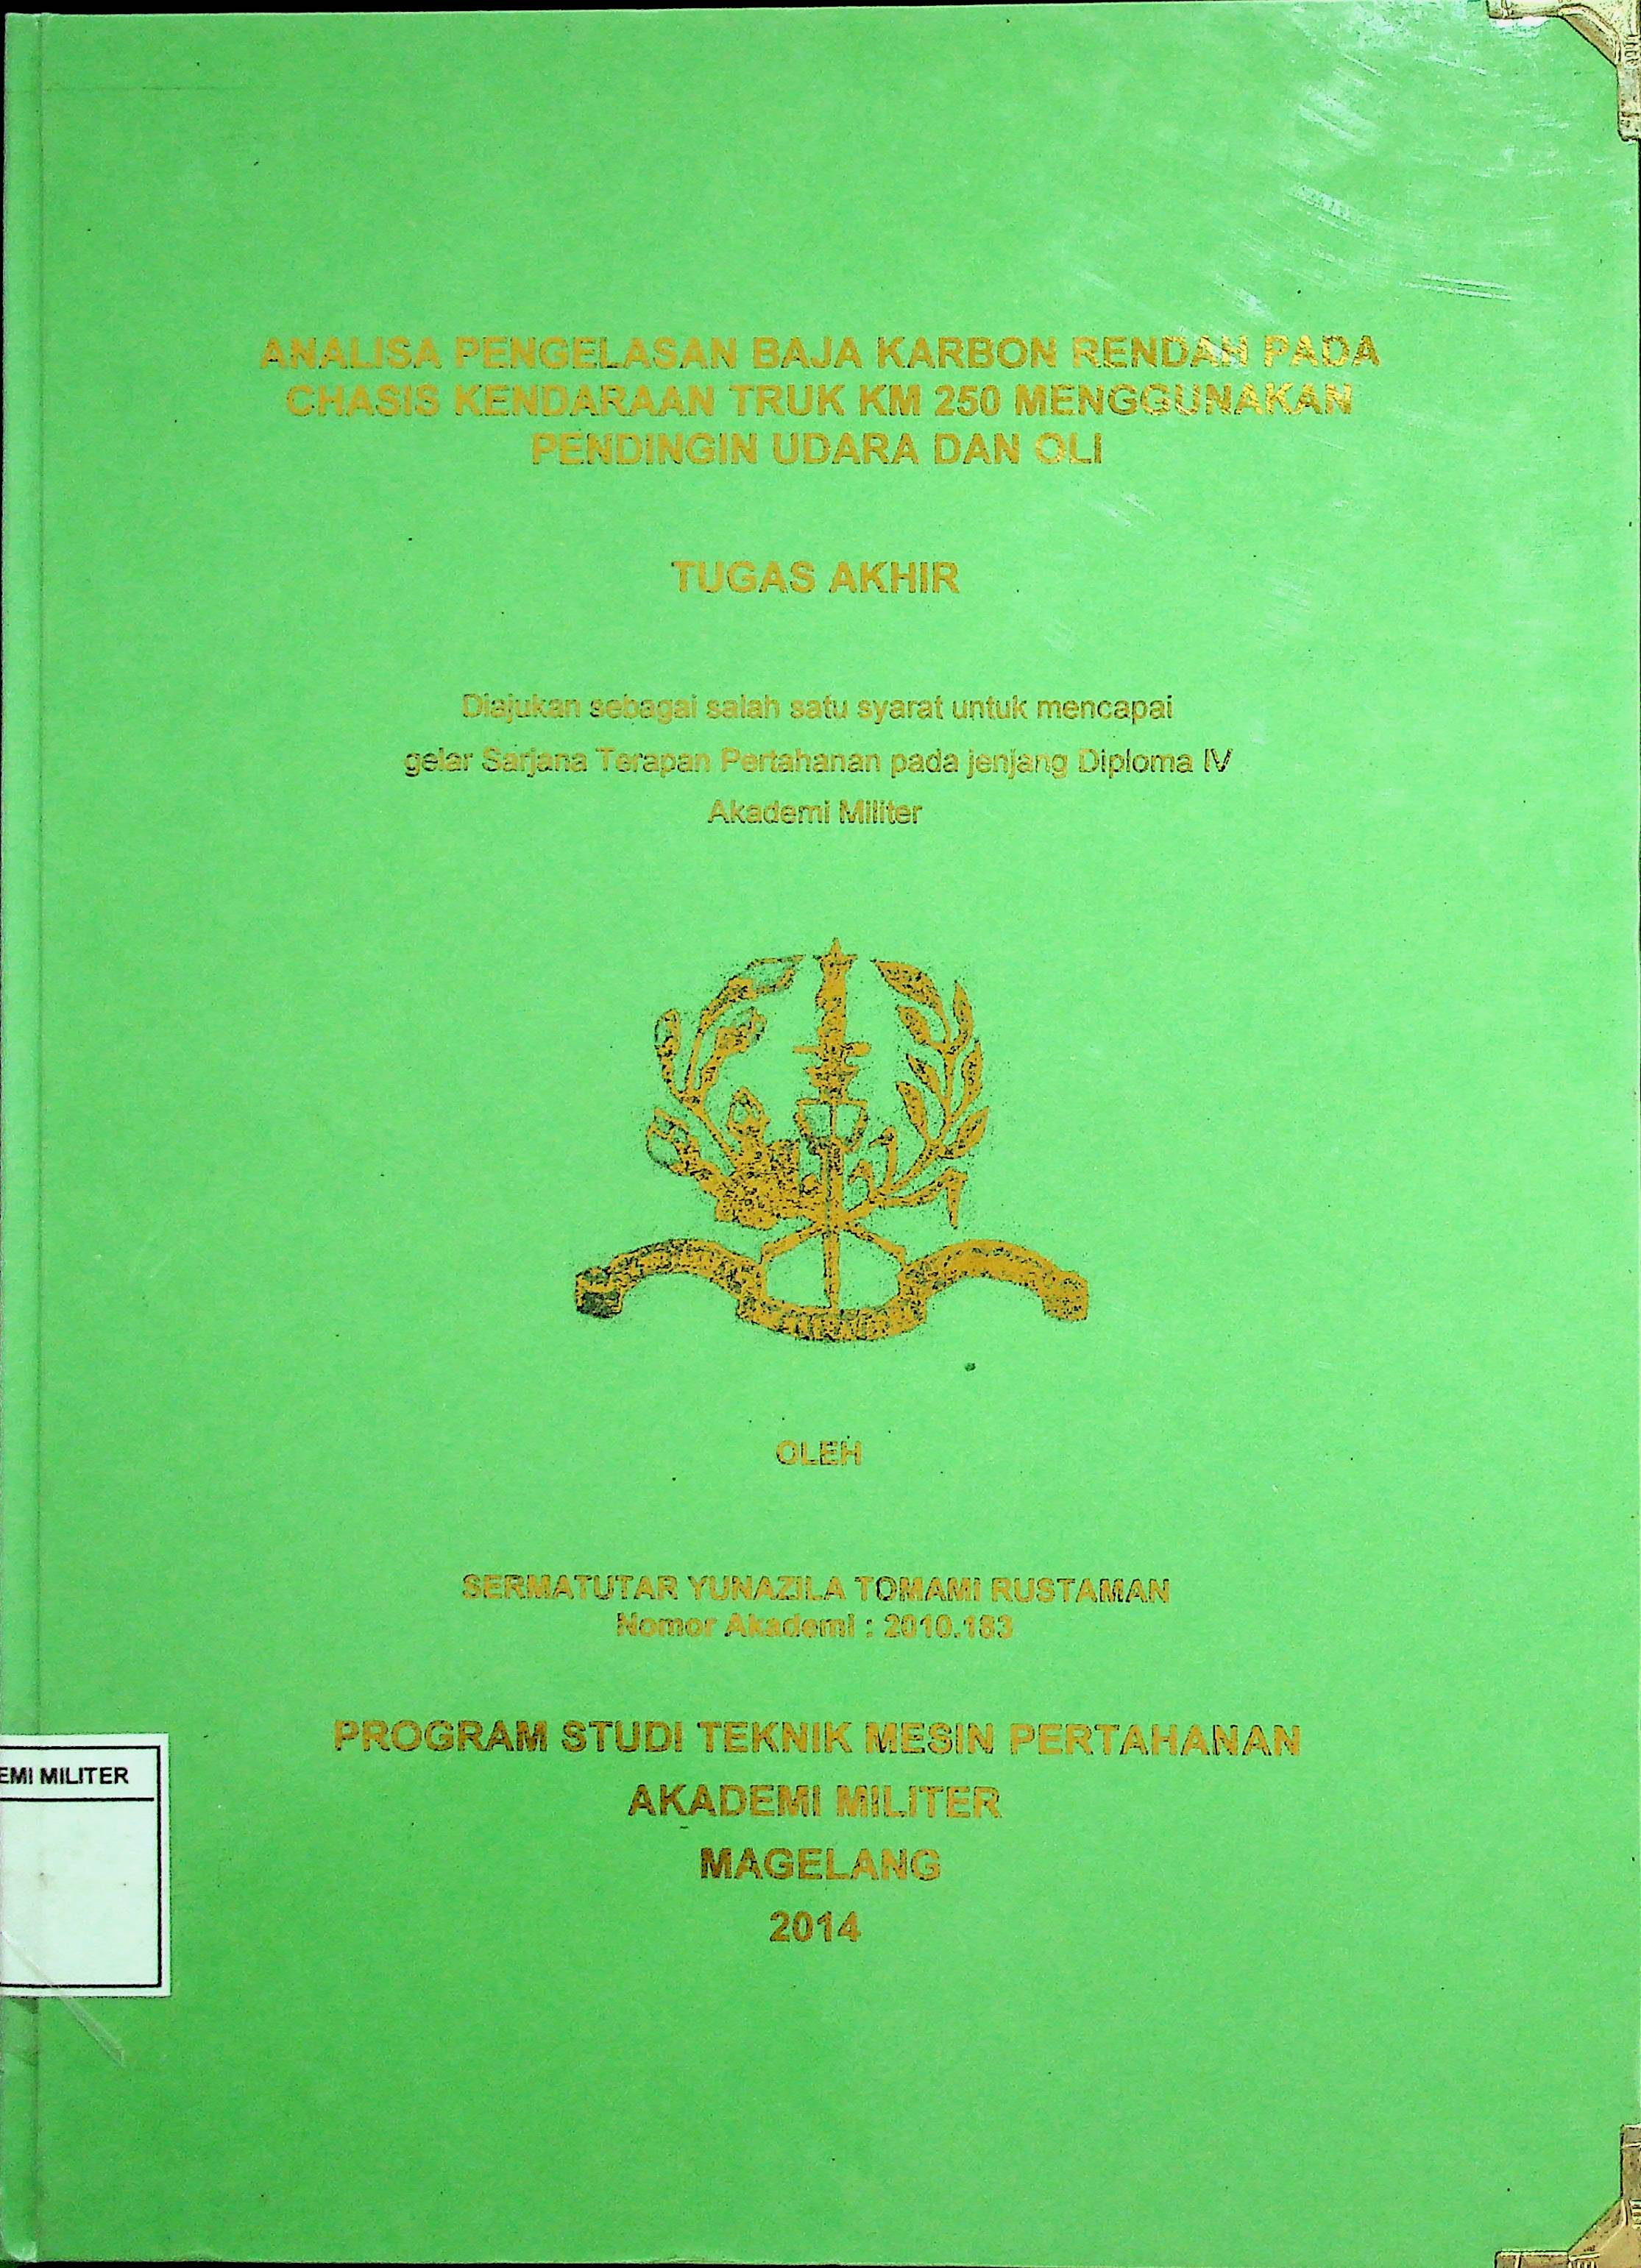 ANALISA PENGELASAN BAJA KARBON RENDAH PADA
CHASIS KENDARAAN TRUK KM 250 MENGGUNAKAN
PENDINGIN UDARA DAN OLI
TUGAS AKHIR
Diajukan sebagai salah satu syarat untuk mencapai
gelar Sarjana Terapan Pertahanan pada jenjang Diploma IV
Akademi Militer
OLEH
SERMATUTAR YUNAZILA TOMAMI RUSTAMAN
Nomor Akademi : 2010.183
PROGRAM STUDI TEKNIK MESIN PERTAHANAN
EMI MILITER
AKADEMI MILITER
MAGELANG
2014